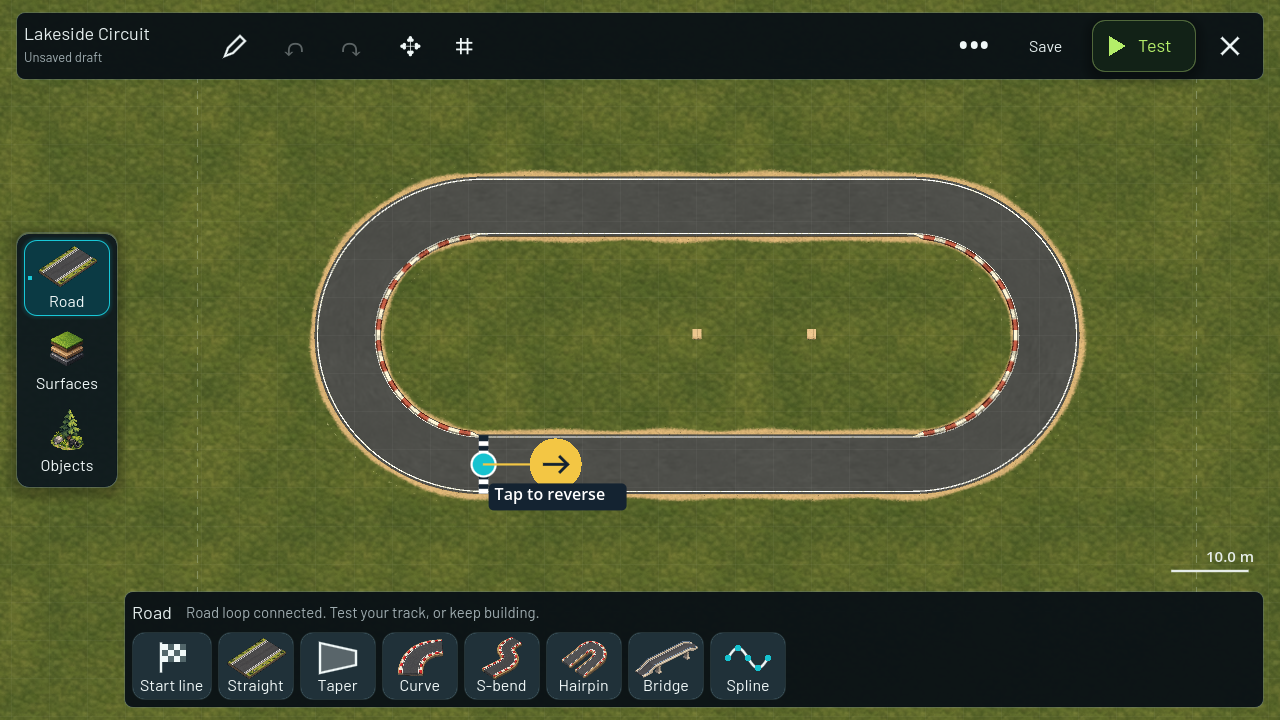 Lakeside Circuit
Unsaved draft
Save
Test
Road
Surfaces
Objects
Tap to reverse
10.0 m
Road
Road loop connected. Test your track, or keep building.
Start line
Straight
Taper
Curve
S-bend
Hairpin
Bridge
Spline